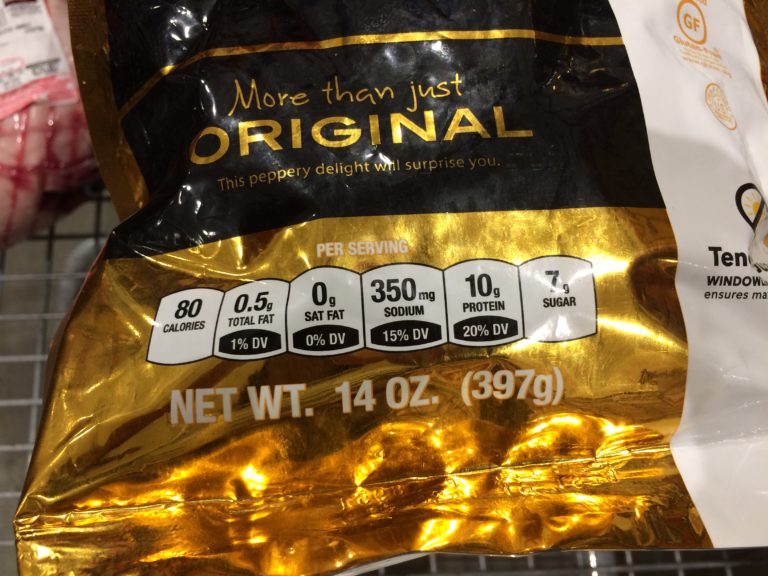 More than just
ORIGINAL
This peppery delight will surprise you.
PER SERVING
80 CALORIES
0.5g TOTAL FAT 1% DV
0g SAT FAT 0% DV
350mg SODIUM 15% DV
10g PROTEIN 20% DV
7g SUGAR
NET WT. 14 OZ. (397g)
GF
Ten
WINDOW
ensures ma